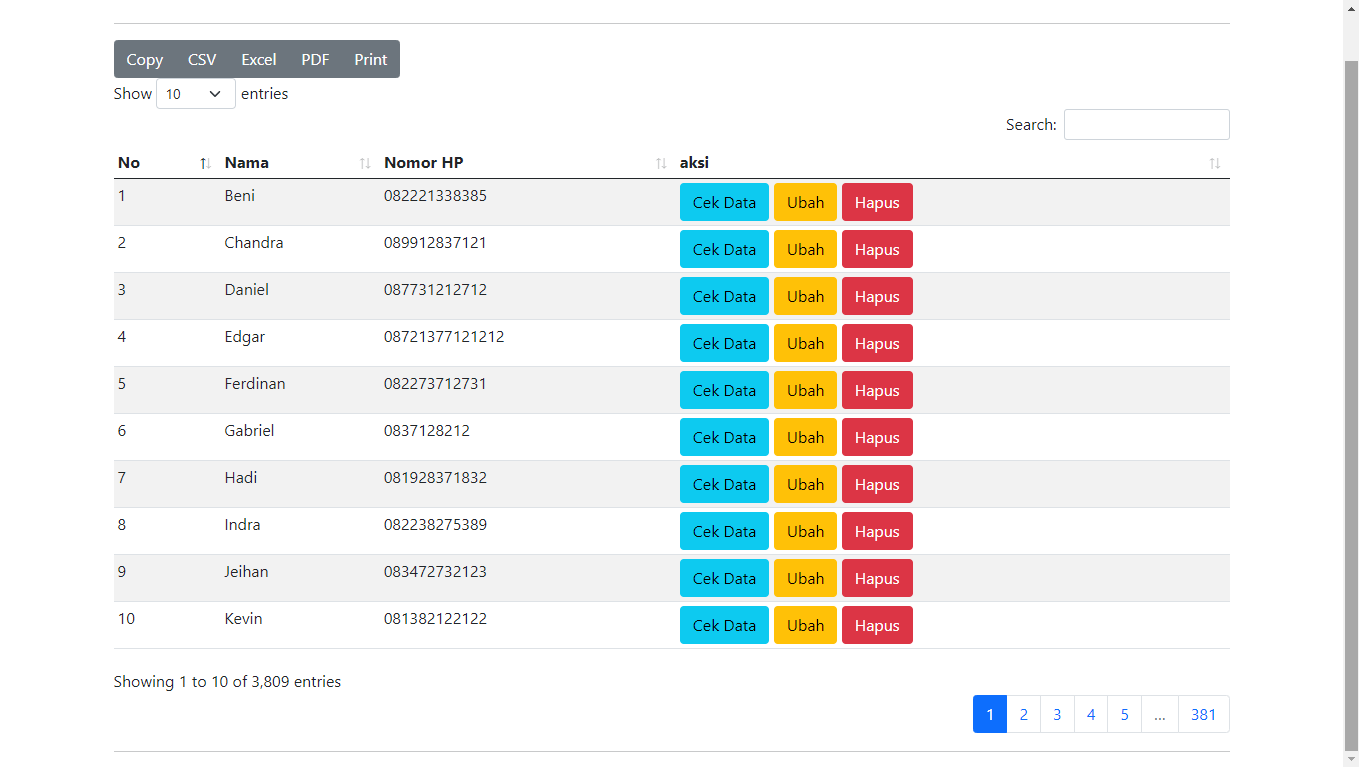 Copy CSV Excel PDF Print
Show 10 entries
Search:
No Nama Nomor HP aksi
1 Beni 082221338385 Cek Data Ubah Hapus
2 Chandra 089912837121 Cek Data Ubah Hapus
3 Daniel 087731212712 Cek Data Ubah Hapus
4 Edgar 08721377121212 Cek Data Ubah Hapus
5 Ferdinan 082273712731 Cek Data Ubah Hapus
6 Gabriel 0837128212 Cek Data Ubah Hapus
7 Hadi 081928371832 Cek Data Ubah Hapus
8 Indra 082238275389 Cek Data Ubah Hapus
9 Jeihan 083472732123 Cek Data Ubah Hapus
10 Kevin 081382122122 Cek Data Ubah Hapus
Showing 1 to 10 of 3,809 entries
1 2 3 4 5 ... 381